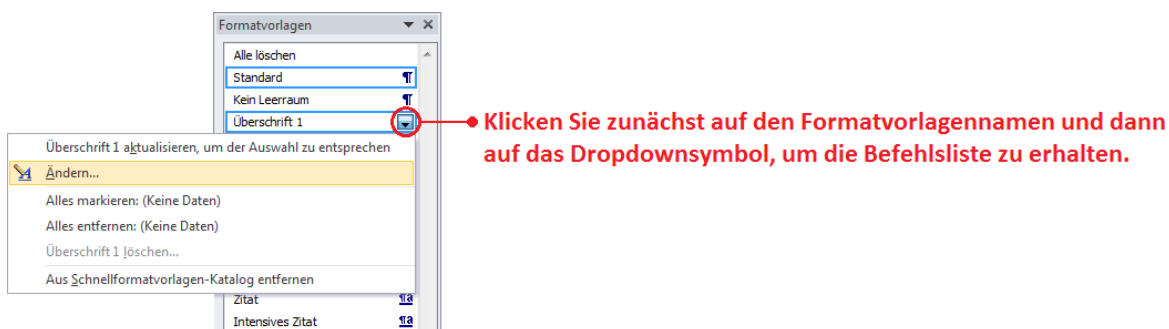 Formatvorlagen
Alle löschen
Standard
Kein Leerraum
Überschrift 1
Klicken Sie zunächst auf den Formatvorlagennamen und dann
auf das Dropdownsymbol, um die Befehlsliste zu erhalten.
Überschrift 1 aktualisieren, um der Auswahl zu entsprechen
Ändern...
Alles markieren: (Keine Daten)
Alles entfernen: (Keine Daten)
Überschrift 1 löschen...
Aus Schnellformatvorlagen-Katalog entfernen
Zitat
Intensives Zitat